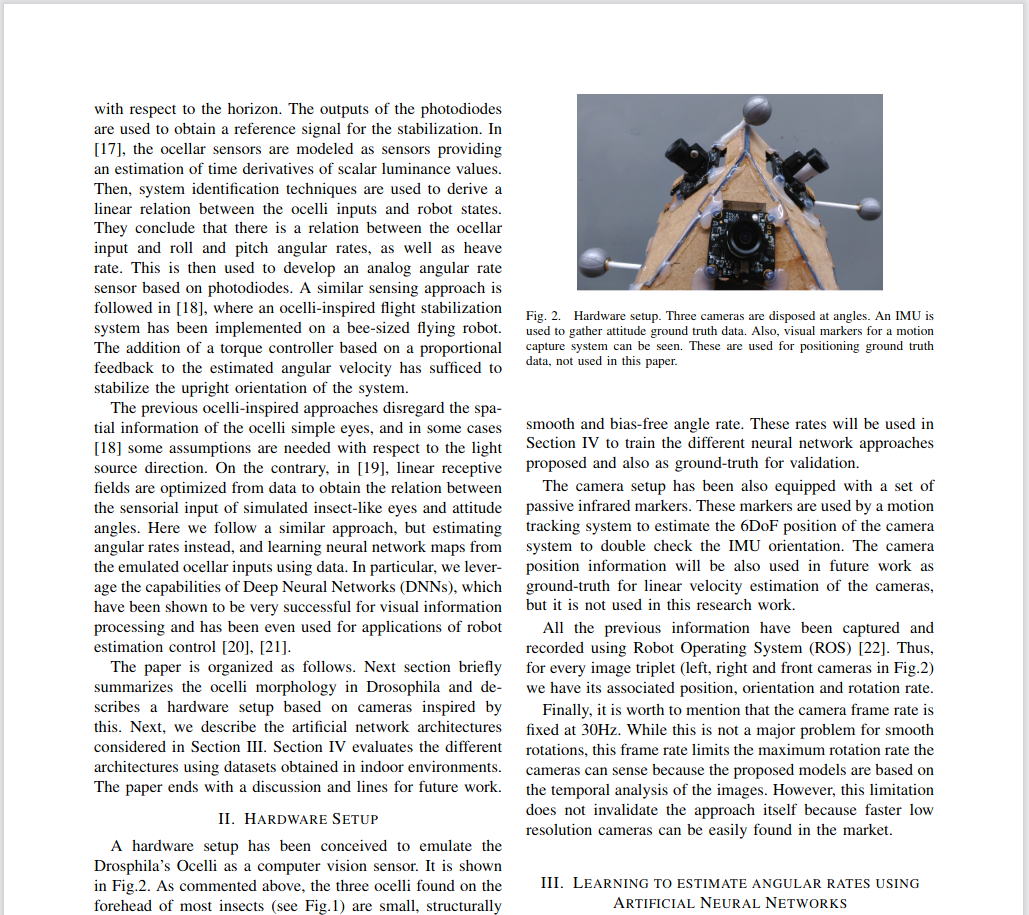 with respect to the horizon. The outputs of the photodiodes
are used to obtain a reference signal for the stabilization. In
[17], the ocellar sensors are modeled as sensors providing
an estimation of time derivatives of scalar luminance values.
Then, system identification techniques are used to derive a
linear relation between the ocelli inputs and robot states.
They conclude that there is a relation between the ocellar
input and roll and pitch angular rates, as well as heave
rate. This is then used to develop an analog angular rate
sensor based on photodiodes. A similar sensing approach is
followed in [18], where an ocelli-inspired flight stabilization
system has been implemented on a bee-sized flying robot.
The addition of a torque controller based on a proportional
feedback to the estimated angular velocity has sufficed to
stabilize the upright orientation of the system.
The previous ocelli-inspired approaches disregard the spa-
tial information of the ocelli simple eyes, and in some cases
[18] some assumptions are needed with respect to the light
source direction. On the contrary, in [19], linear receptive
fields are optimized from data to obtain the relation between
the sensorial input of simulated insect-like eyes and attitude
angles. Here we follow a similar approach, but estimating
angular rates instead, and learning neural network maps from
the emulated ocellar inputs using data. In particular, we lever-
age the capabilities of Deep Neural Networks (DNNs), which
have been shown to be very successful for visual information
processing and has been even used for applications of robot
estimation control [20], [21].
The paper is organized as follows. Next section briefly
summarizes the ocelli morphology in Drosophila and de-
scribes a hardware setup based on cameras inspired by
this. Next, we describe the artificial network architectures
considered in Section III. Section IV evaluates the different
architectures using datasets obtained in indoor environments.
The paper ends with a discussion and lines for future work.
II. HARDWARE SETUP
A hardware setup has been conceived to emulate the
Drosphila's Ocelli as a computer vision sensor. It is shown
in Fig.2. As commented above, the three ocelli found on the
forehead of most insects (see Fig.1) are small, structurally
Fig. 2. Hardware setup. Three cameras are disposed at angles. An IMU is
used to gather attitude ground truth data. Also, visual markers for a motion
capture system can be seen. These are used for positioning ground truth
data, not used in this paper.
smooth and bias-free angle rate. These rates will be used in
Section IV to train the different neural network approaches
proposed and also as ground-truth for validation.
The camera setup has been also equipped with a set of
passive infrared markers. These markers are used by a motion
tracking system to estimate the 6DoF position of the camera
system to double check the IMU orientation. The camera
position information will be also used in future work as
ground-truth for linear velocity estimation of the cameras,
but it is not used in this research work.
All the previous information have been captured and
recorded using Robot Operating System (ROS) [22]. Thus,
for every image triplet (left, right and front cameras in Fig.2)
we have its associated position, orientation and rotation rate.
Finally, it is worth to mention that the camera frame rate is
fixed at 30Hz. While this is not a major problem for smooth
rotations, this frame rate limits the maximum rotation rate the
cameras can sense because the proposed models are based on
the temporal analysis of the images. However, this limitation
does not invalidate the approach itself because faster low
resolution cameras can be easily found in the market.
III. LEARNING TO ESTIMATE ANGULAR RATES USING
ARTIFICIAL NEURAL NETWORKS